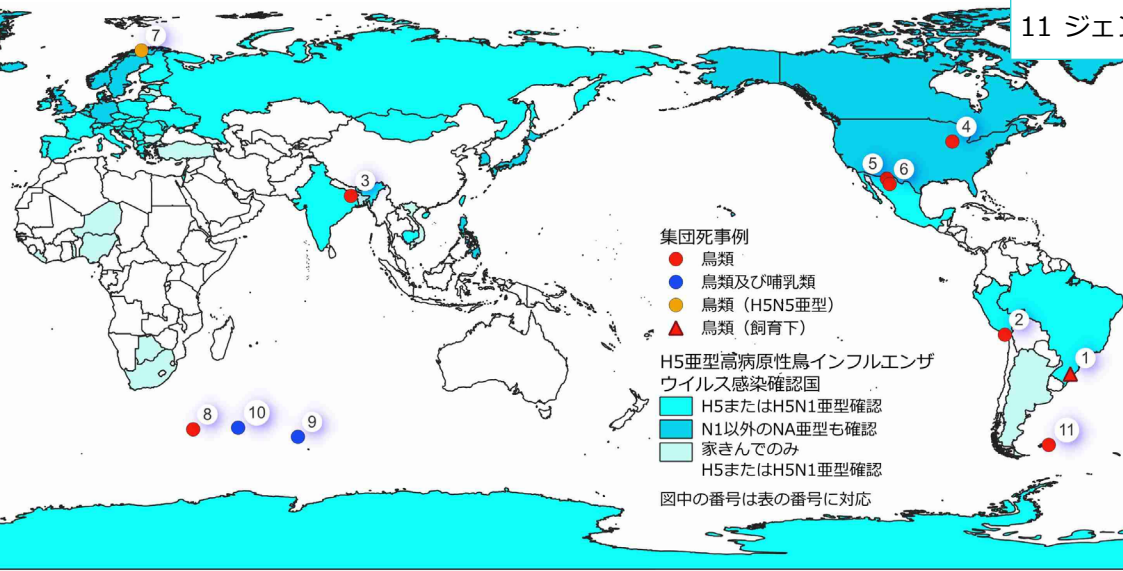 11 ジェン
7
4
5
6
3
集団死事例
鳥類
鳥類及び哺乳類
鳥類（H5N5亜型）
鳥類（飼育下）
2
1
H5亜型高病原性鳥インフルエンザ
ウイルス感染確認国
H5またはH5N1亜型確認
N1以外のNA亜型も確認
家きんでのみ
H5またはH5N1亜型確認
図中の番号は表の番号に対応
8
10
9
11